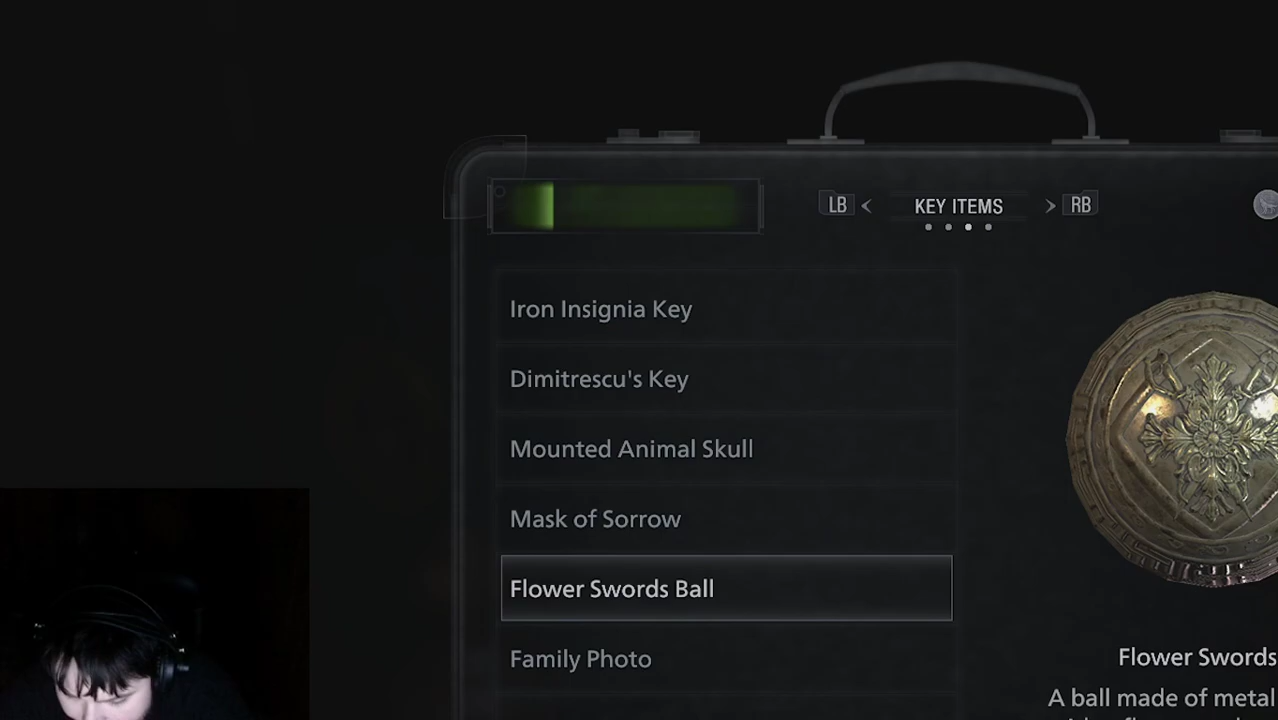 LB < KEY ITEMS > RB
Iron Insignia Key
Dimitrescu's Key
Mounted Animal Skull
Mask of Sorrow
Flower Swords Ball
Family Photo
Flower Swords
A ball made of metal